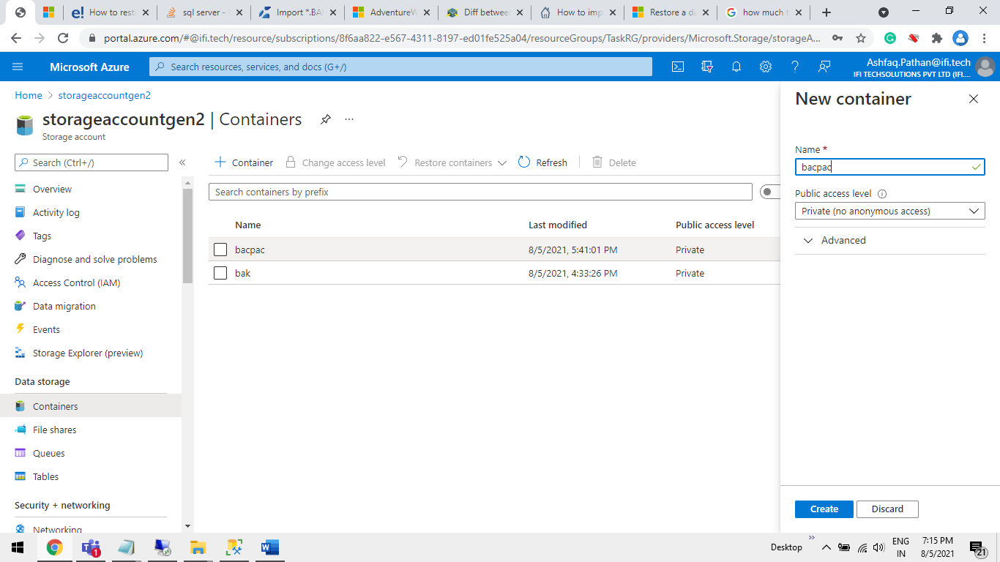 How to rest
sql server -
Import *.BA
AdventureW
Diff betwee
How to imp
Restore a da
how much t
portal.azure.com/#@ifi.tech/resource/subscriptions/8f6aa822-e567-4311-8197-ed01fe525a04/resourceGroups/TaskRG/providers/Microsoft.Storage/storageA...
Microsoft Azure
Search resources, services, and docs (G+/)
Ashfaq.Pathan@ifi.tech
IFI TECHSOLUTIONS PVT LTD (IFI....
Home > storageaccountgen2
storageaccountgen2 | Containers
Storage account
Search (Ctrl+/)
Overview
Activity log
Tags
Diagnose and solve problems
Access Control (IAM)
Data migration
Events
Storage Explorer (preview)
Data storage
Containers
File shares
Queues
Tables
Security + networking
Networking
+ Container
Change access level
Restore containers
Refresh
Delete
Search containers by prefix
Name Last modified Public access level
bacpac 8/5/2021, 5:41:01 PM Private
bak 8/5/2021, 4:33:26 PM Private
New container
Name *
bacpac
Public access level
Private (no anonymous access)
Advanced
Create
Discard
1
Desktop
ENG
IN
7:15 PM
8/5/2021
21